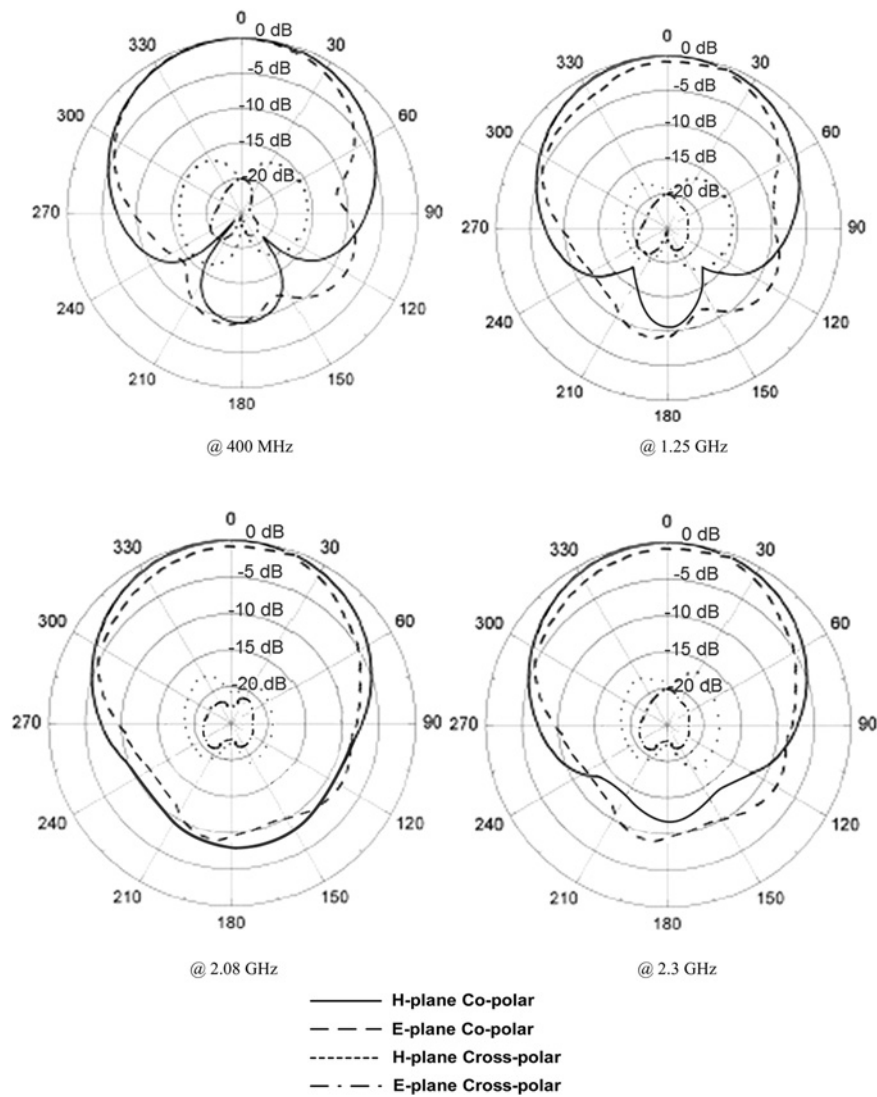 0
0 dB
330
30
-5 dB
300
-10 dB
60
-15 dB
-20 dB
270
90
240
120
210
150
180
@ 400 MHz
0
0 dB
330
30
-5 dB
300
-10 dB
60
-15 dB
-20 dB
270
90
240
120
210
150
180
@ 1.25 GHz
0
0 dB
330
30
-5 dB
300
-10 dB
60
-15 dB
-20 dB
270
90
240
120
210
150
180
@ 2.08 GHz
0
0 dB
330
30
-5 dB
300
-10 dB
60
-15 dB
-20 dB
270
90
240
120
210
150
180
@ 2.3 GHz
H-plane Co-polar
E-plane Co-polar
H-plane Cross-polar
E-plane Cross-polar